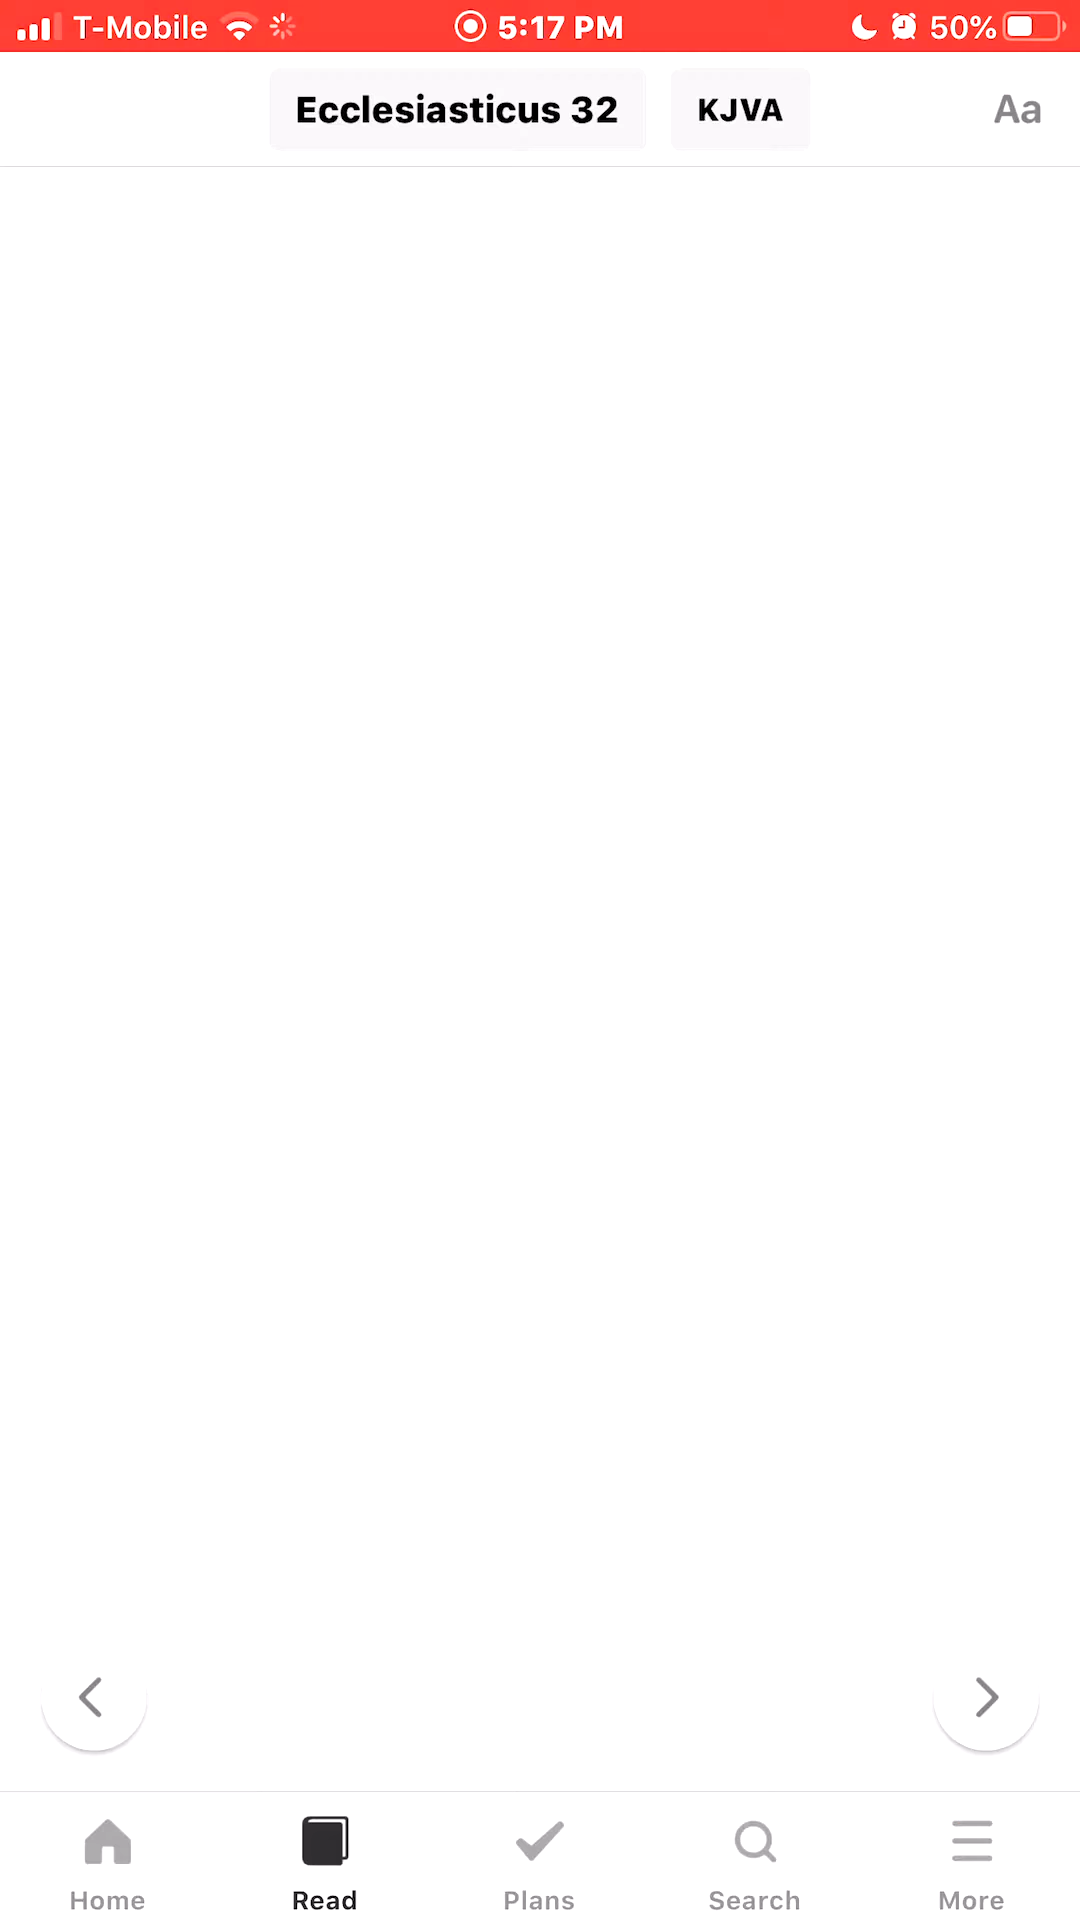 T-Mobile 5:17 PM 50%
Ecclesiasticus 32 KJVA Aa
Home Read Plans Search More